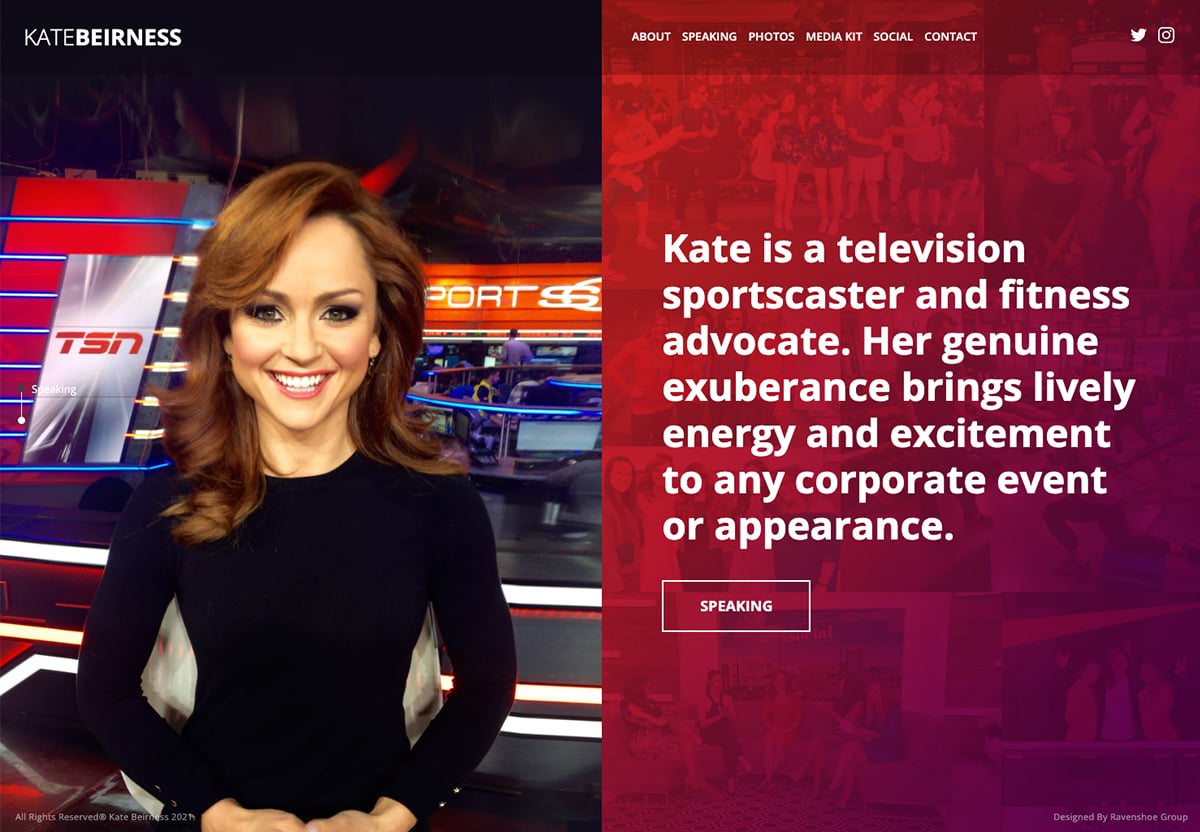 KATEBEIRNESS
ABOUT SPEAKING PHOTOS MEDIA KIT SOCIAL CONTACT
PORTS
TSN
Speaking
Kate is a television
sportscaster and fitness
advocate. Her genuine
exuberance brings lively
energy and excitement
to any corporate event
or appearance.
SPEAKING
social
All Rights Reserved® Kate Beirness 2021.
Designed By Ravenshoe Group